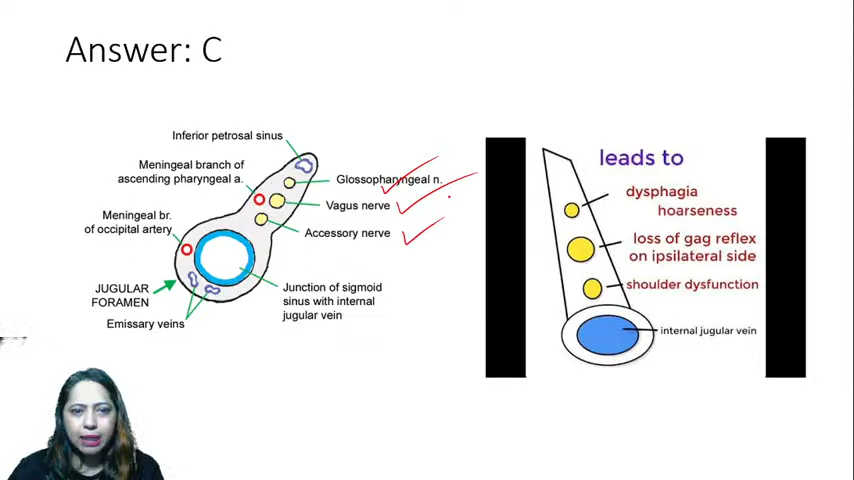 Answer: C
Inferior petrosal sinus
Meningeal branch of
ascending pharyngeal a.
Glossopharyngeal n.
Vagus nerve
Meningeal br.
of occipital artery
Accessory nerve
JUGULAR
FORAMEN
Junction of sigmoid
sinus with internal
jugular vein
Emissary veins
leads to
dysphagia
hoarseness
loss of gag reflex
on ipsilateral side
shoulder dysfunction
internal jugular vein